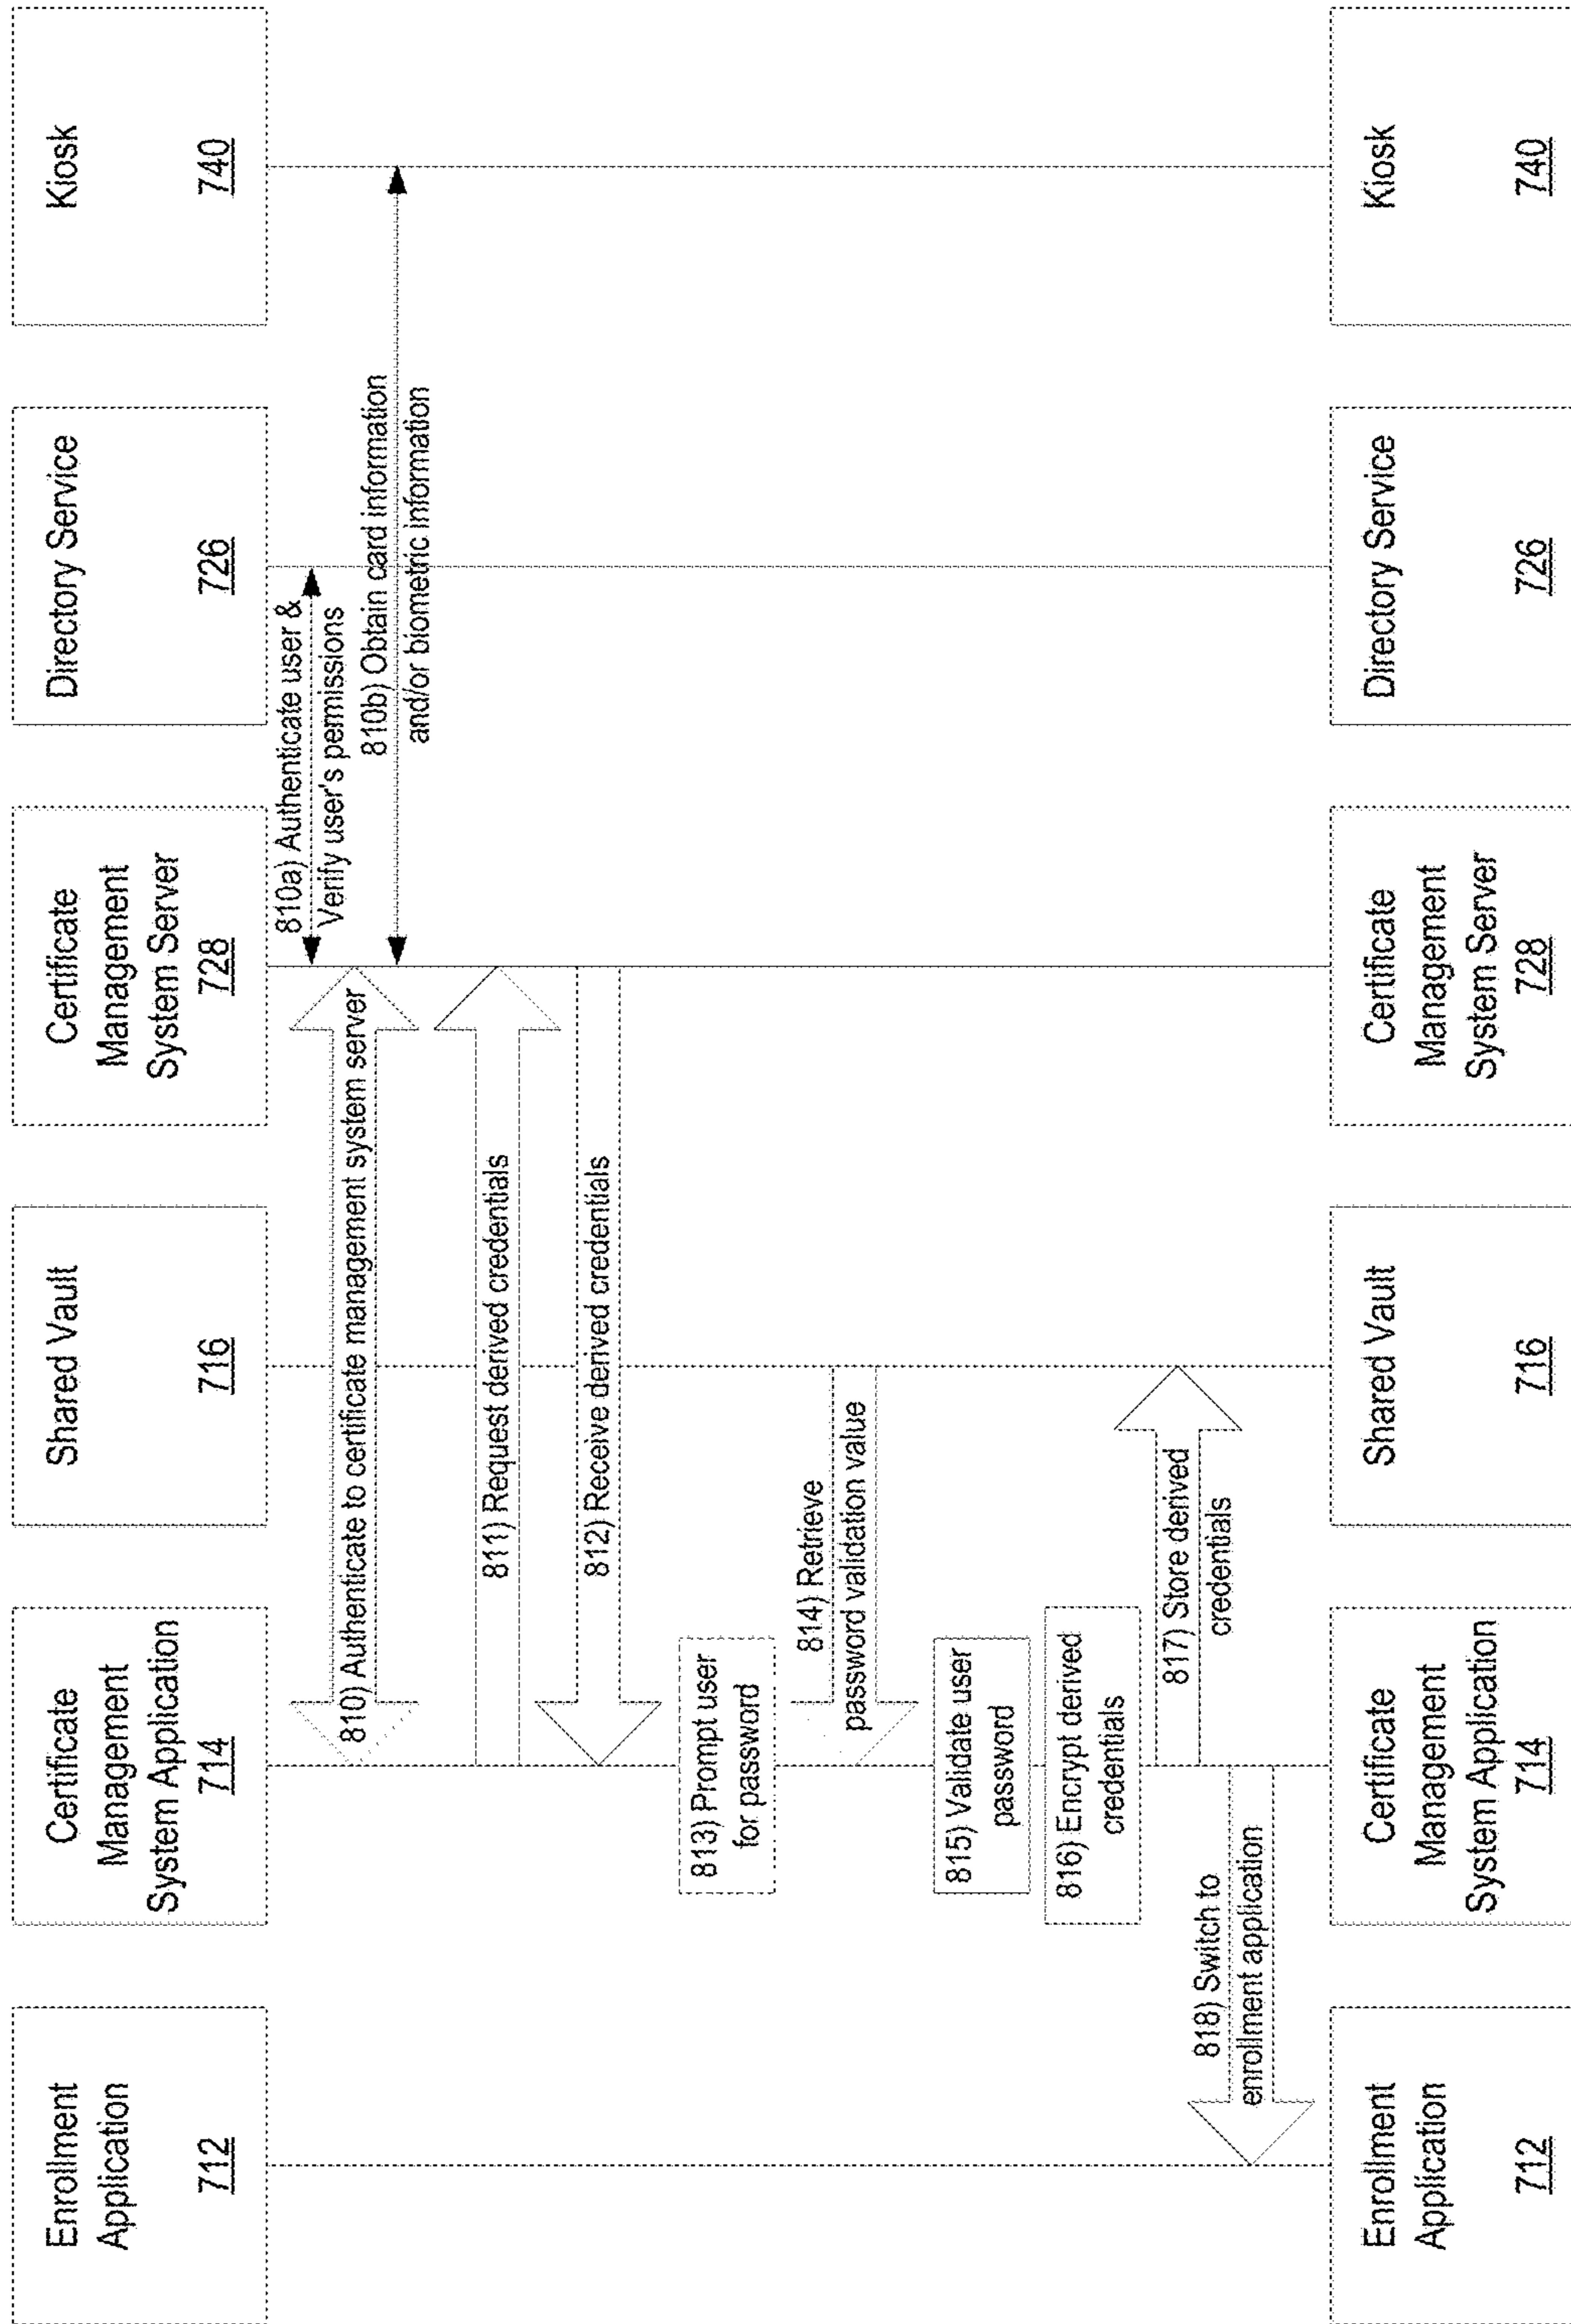 Enrollment
Application
712
Certificate
Management
System Application
714
Shared Vault
716
Certificate
Management
System Server
728
Directory Service
726
Kiosk
740
810a) Authenticate user &
Verify user's permissions
810) Authenticate to certificate management system server
810b) Obtain card information
and/or biometric information
811) Request derived credentials
812) Receive derived credentials
813) Prompt user
for password
814) Retrieve
password validation value
815) Validate user
password
816) Encrypt derived
credentials
817) Store derived
credentials
818) Switch to
enrollment application
Enrollment
Application
712
Certificate
Management
System Application
714
Shared Vault
716
Certificate
Management
System Server
728
Directory Service
726
Kiosk
740